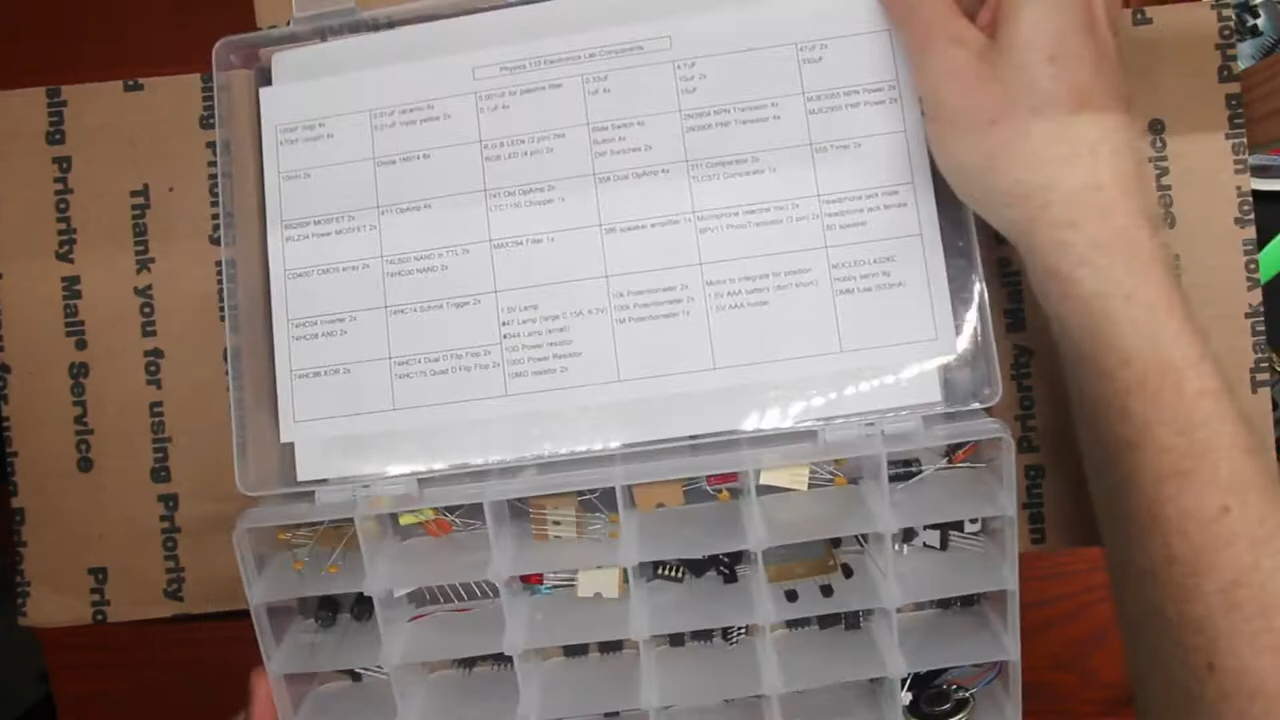 Physics 133 Electronics Lab Components
0.01uF ceramic 4x
0.01uF mylar yellow 2x
0.001uF for passive filter
0.1uF 4x
0.33uF
1uF 4x
4.7uF
10uF 2x
15uF
47uF 2x
330uF
10mH 2x
Diode 1N914 6x
R,G,B LEDs (2 pin) 2ea
RGB LED (4 pin) 2x
Slide Switch 4x
Button 4x
DIP Switches 2x
2N3904 NPN Transistor 4x
2N3906 PNP Transistor 4x
MJE3055 NPN Power 2x
MJE2955 PNP Power 2x
BS250P MOSFET 2x
IRLZ34 Power MOSFET 2x
411 OpAmp 4x
741 Old OpAmp 2x
LTC1150 Chopper 1x
358 Dual OpAmp 4x
311 Comparator 2x
TLC372 Comparator 1x
555 Timer 2x
CD4007 CMOS array 2x
74LS00 NAND in TTL 2x
74HC00 NAND 2x
MAX294 Filter 1x
386 speaker amplifier 1x
Microphone (electret mic) 2x
BPV11 PhotoTransistor (3 pin) 2x
headphone jack male
headphone jack female
8Ω speaker
74HC04 Inverter 2x
74HC08 AND 2x
74HC14 Schmit Trigger 2x
1.5V Lamp
#47 Lamp (large 0.15A, 6.3V)
#344 Lamp (small)
10Ω Power resistor
100Ω Power Resistor
10MΩ resistor 2x
10k Potentiometer 2x
100k Potentiometer 2x
1M Potentiometer 1x
Motor to integrate for position
1.5V AAA battery (don't short)
1.5V AAA holder
NUCLEO-L432KC
Hobby servo 9g
DMM fuse (630mA)
74HC86 XOR 2x
74HC74 Dual D Flip Flop 2x
74HC175 Quad D Flip Flop 2x
using Priority Mail® Service
Thank you for using Priority
Prio
using Priority Mail® Service
Thank you for using Priority